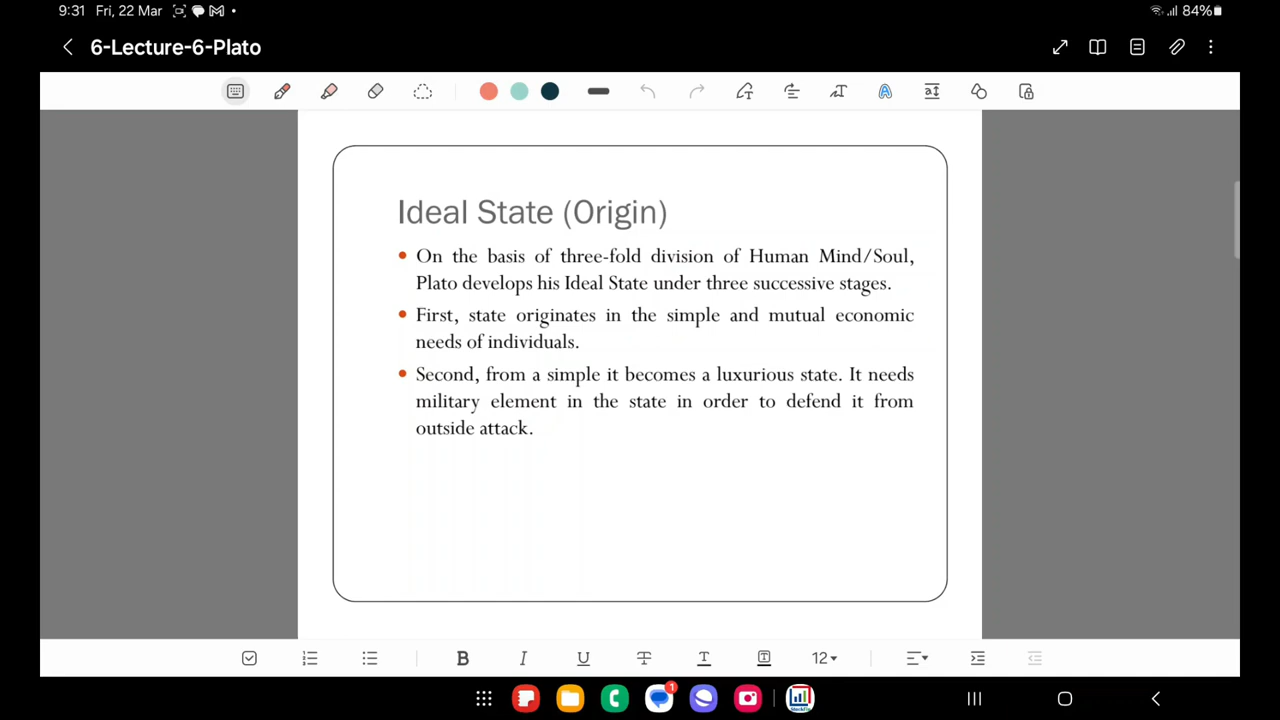 9:31 Fri, 22 Mar
84%
6-Lecture-6-Plato
Ideal State (Origin)
• On the basis of three-fold division of Human Mind/Soul,
Plato develops his Ideal State under three successive stages.
• First, state originates in the simple and mutual economic
needs of individuals.
• Second, from a simple it becomes a luxurious state. It needs
military element in the state in order to defend it from
outside attack.
B I U T T T 12
1